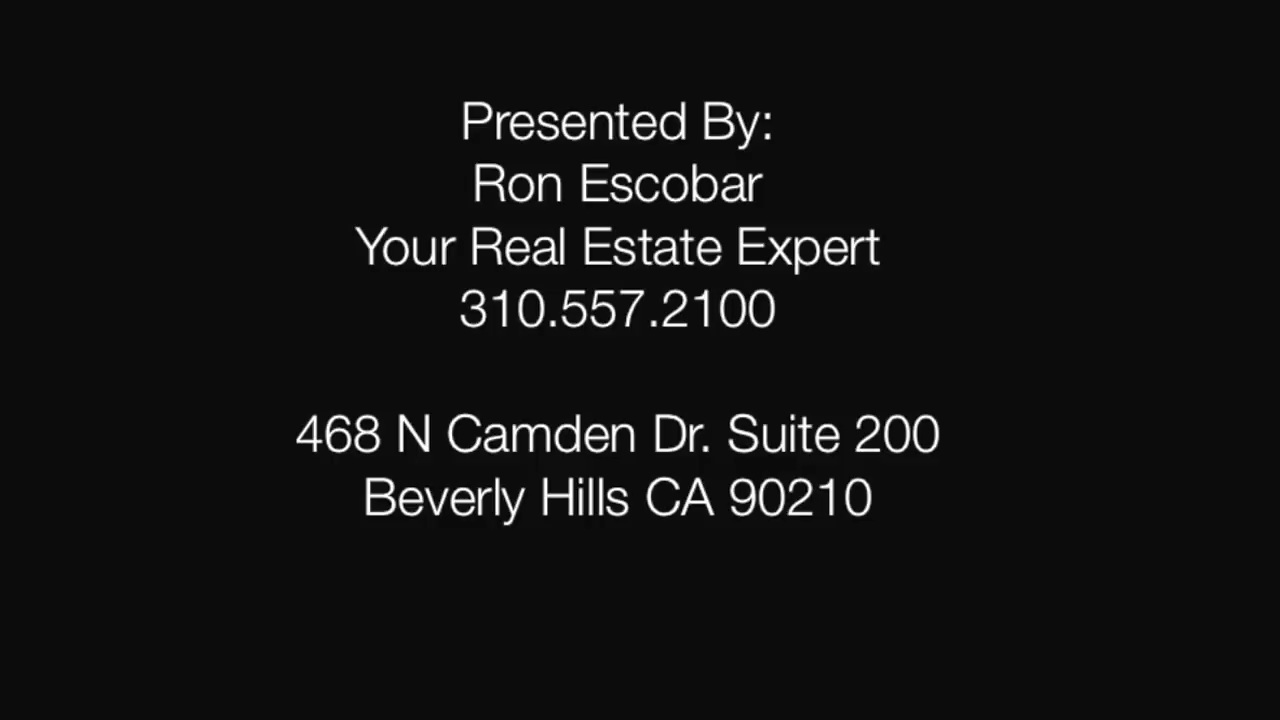 Presented By:
Ron Escobar
Your Real Estate Expert
310.557.2100
468 N Camden Dr. Suite 200
Beverly Hills CA 90210